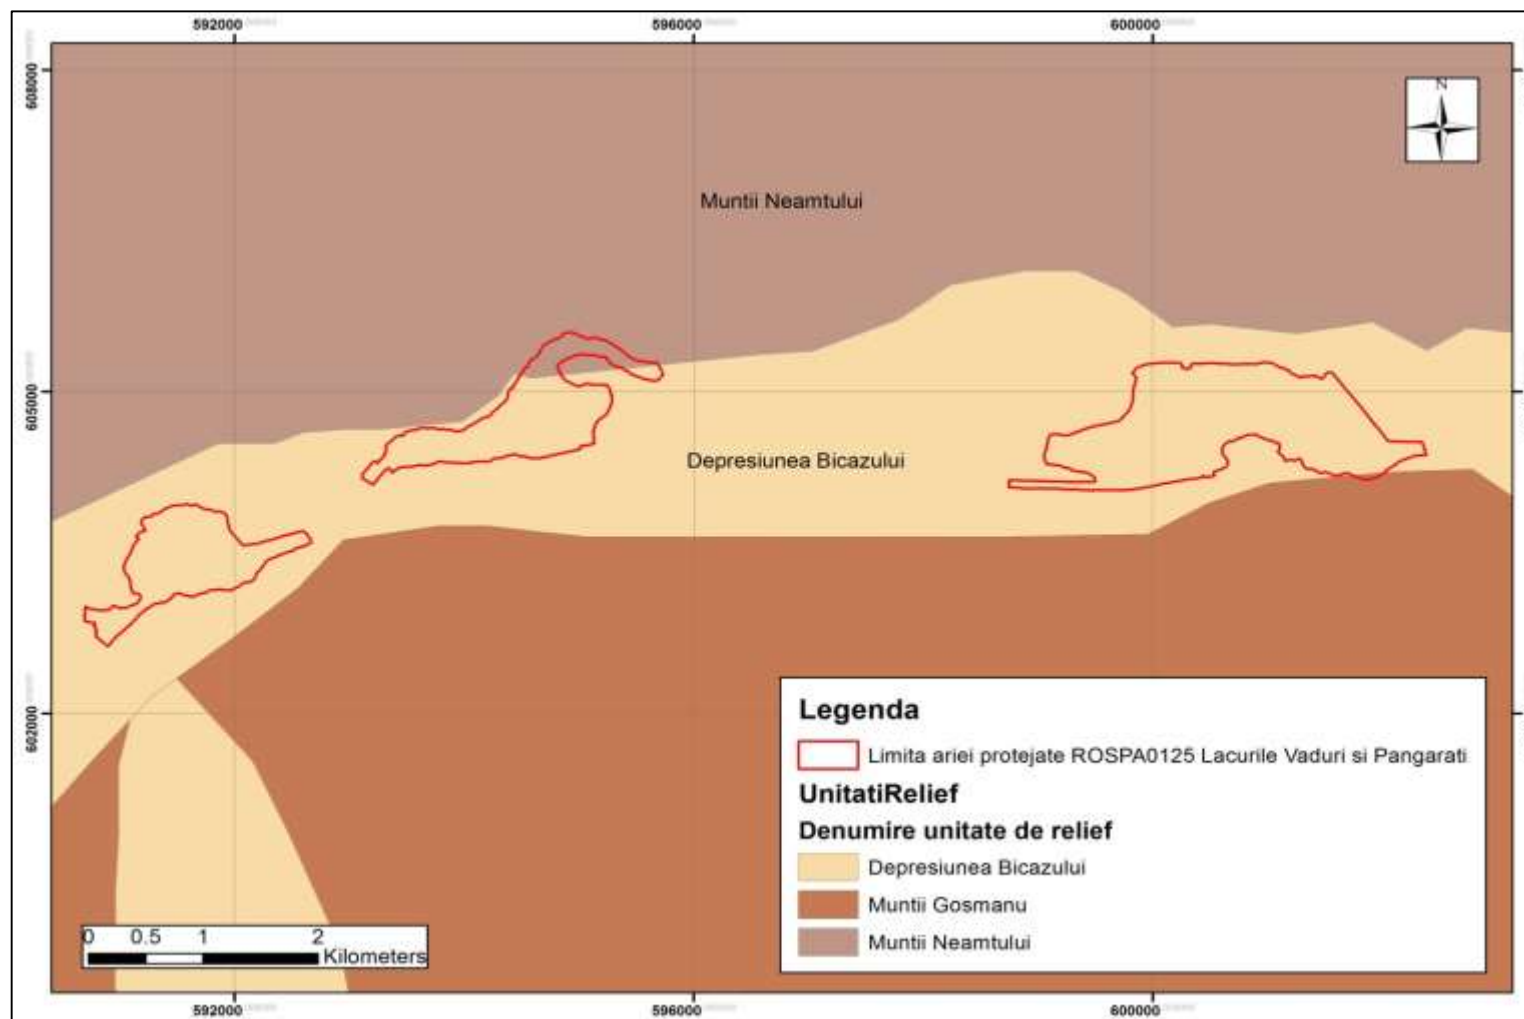 592000 596000 600000
608000
N
Muntii Neamtului
605000
Depresiunea Bicazului
602000
Legenda
Limita ariei protejate ROSPA0125 Lacurile Vaduri si Pangarati
UnitatiRelief
Denumire unitate de relief
Depresiunea Bicazului
Muntii Gosmanu
Muntii Neamtului
0 0.5 1 2
Kilometers
592000 596000 600000